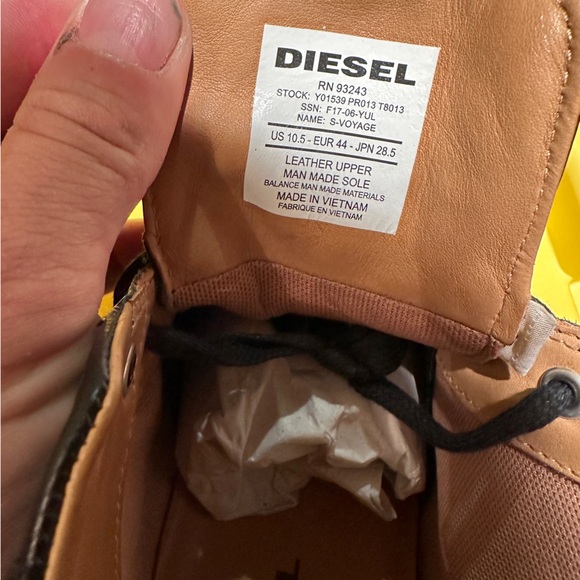 DIESEL
RN 93243
STOCK: Y01539 PR013 T8013
SSN: F17-06-YUL
NAME: S-VOYAGE
US 10.5 - EUR 44 - JPN 28.5
LEATHER UPPER
MAN MADE SOLE
BALANCE MAN MADE MATERIALS
MADE IN VIETNAM
FABRIQUE EN VIETNAM